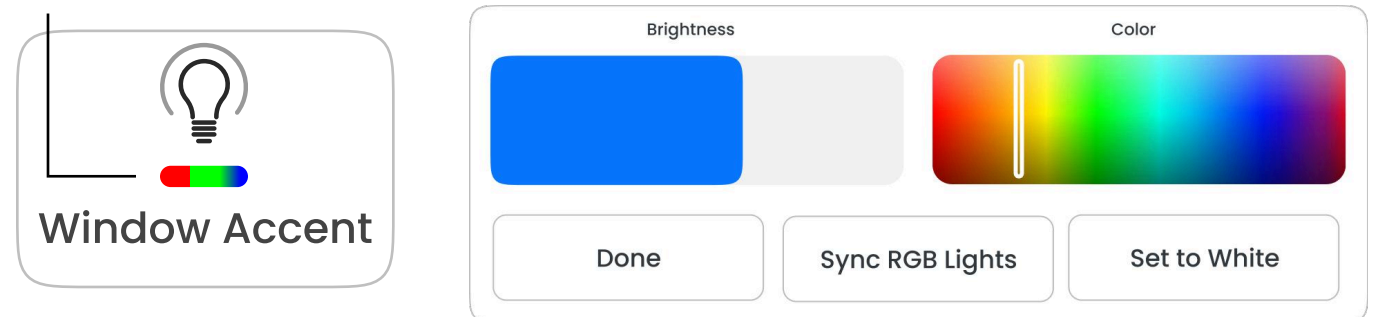 Window Accent
Brightness
Color
Done
Sync RGB Lights
Set to White